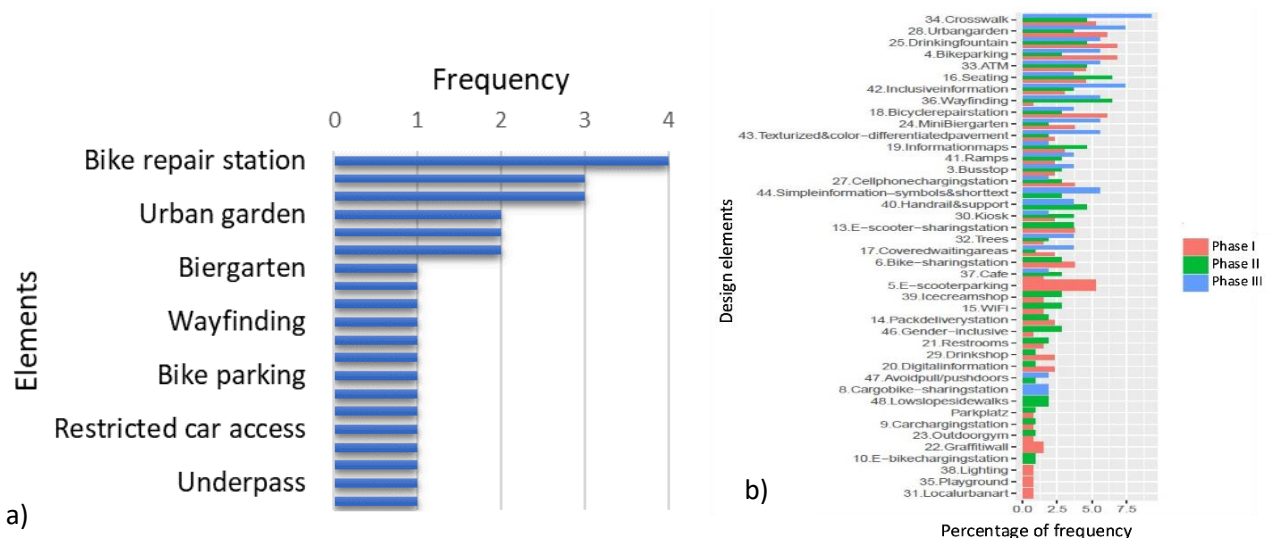 Frequency
0 1 2 3 4
Bike repair station
Urban garden
Biergarten
Wayfinding
Bike parking
Restricted car access
Underpass
Elements
a)
34.Crosswalk
28.Urbangarden
25.Drinkingfountain
4.Bikeparking
33.ATM
16.Seating
42.Inclusiveinformation
36.Wayfinding
18.Bicyclerepairstation
24.MiniBiergarten
43.Texturized&color−differentiatedpavement
19.Informationmaps
41.Ramps
3.Busstop
27.Cellphonechargingstation
44.Simpleinformation−symbols&shorttext
40.Handrail&support
30.Kiosk
13.E−scooter−sharingstation
32.Trees
17.Coveredwaitingareas
6.Bike−sharingstation
37.Cafe
5.E−scooterparking
39.Icecreamshop
15.WiFi
14.Packdeliverystation
46.Gender−inclusive
21.Restrooms
29.Drinkshop
20.Digitalinformation
47.Avoidpull/pushdoors
8.Cargobike−sharingstation
48.Lowslopesidewalks
Parkplatz
9.Carchargingstation
23.Outdoorgym
22.Graffitiwall
10.E−bikechargingstation
38.Lighting
35.Playground
31.Localurbanart
0.0 2.5 5.0 7.5
Percentage of frequency
Design elements
b)
Phase I
Phase II
Phase III